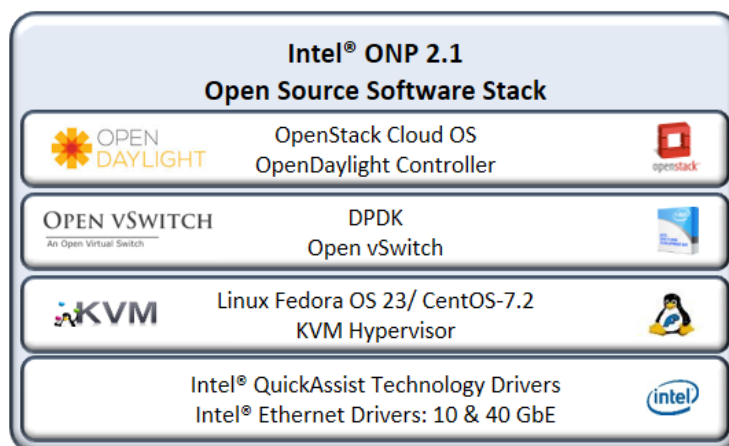 Intel® ONP 2.1
Open Source Software Stack
OPEN
DAYLIGHT
OpenStack Cloud OS
OpenDaylight Controller
openstack
OPEN VSWITCH
An Open Virtual Switch
DPDK
Open vSwitch
KVM
Linux Fedora OS 23/ CentOS-7.2
KVM Hypervisor
Intel® QuickAssist Technology Drivers
Intel® Ethernet Drivers: 10 & 40 GbE
intel